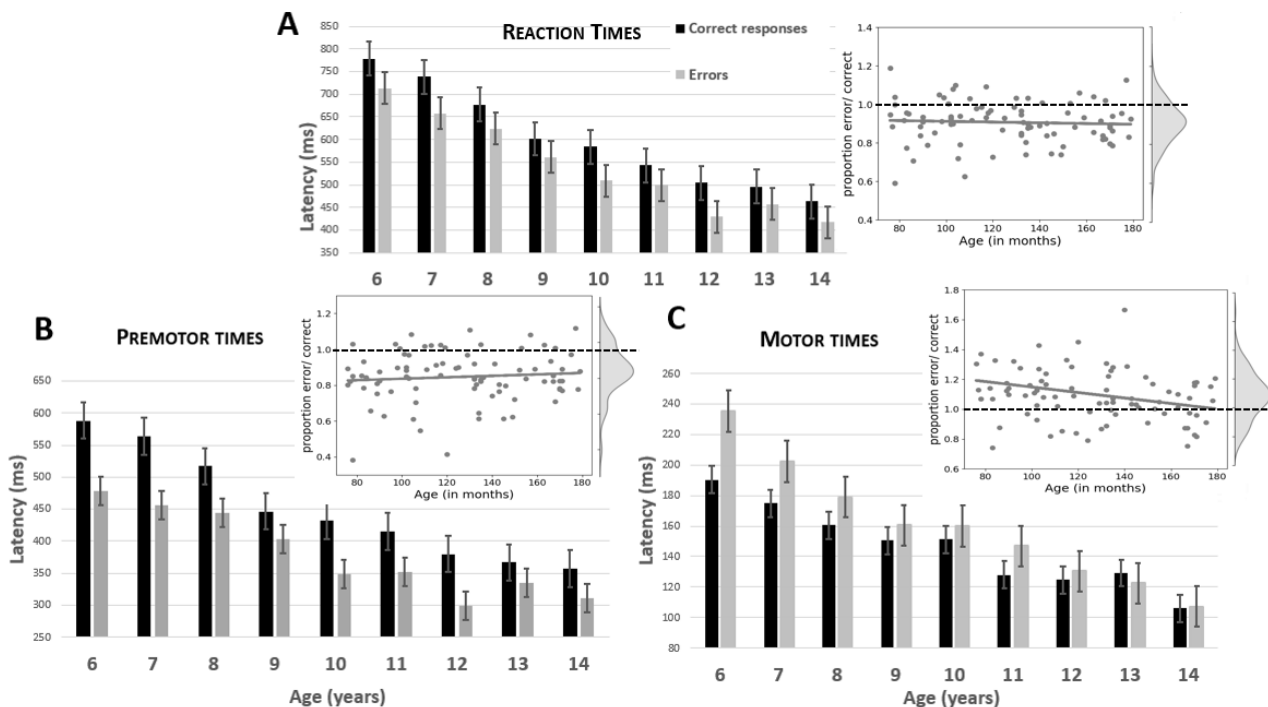 A
REACTION TIMES
Correct responses
Errors
Latency (ms)
850
800
750
700
650
600
550
500
450
400
350
6 7 8 9 10 11 12 13 14
proportion error/ correct
1.4
1.2
1.0
0.8
0.6
0.4
80 100 120 140 160 180
Age (in months)
B
PREMOTOR TIMES
Latency (ms)
650
600
550
500
450
400
350
300
250
6 7 8 9 10 11 12 13 14
Age (years)
proportion error/ correct
1.2
1.0
0.8
0.6
0.4
80 100 120 140 160 180
Age (in months)
C
MOTOR TIMES
Latency (ms)
260
240
220
200
180
160
140
120
100
80
6 7 8 9 10 11 12 13 14
Age (years)
proportion error/ correct
1.8
1.6
1.4
1.2
1.0
0.8
0.6
80 100 120 140 160 180
Age (in months)